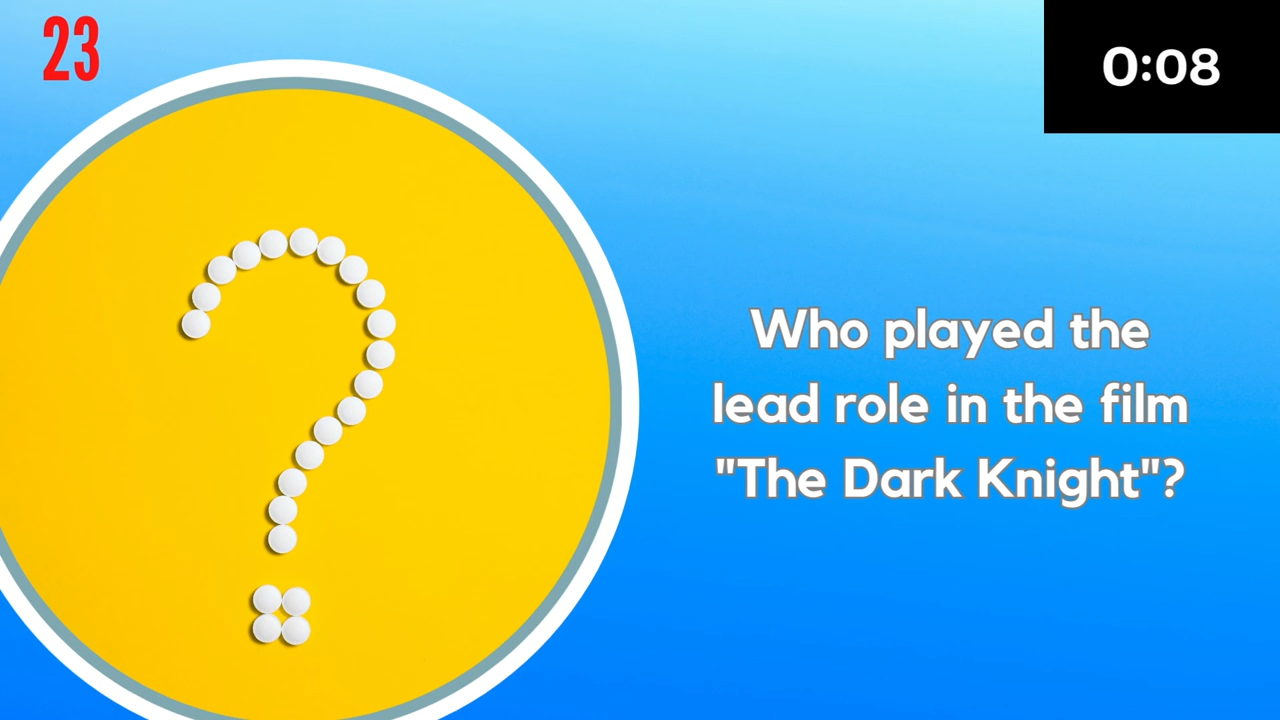 23
0:08
Who played the
lead role in the film
"The Dark Knight"?